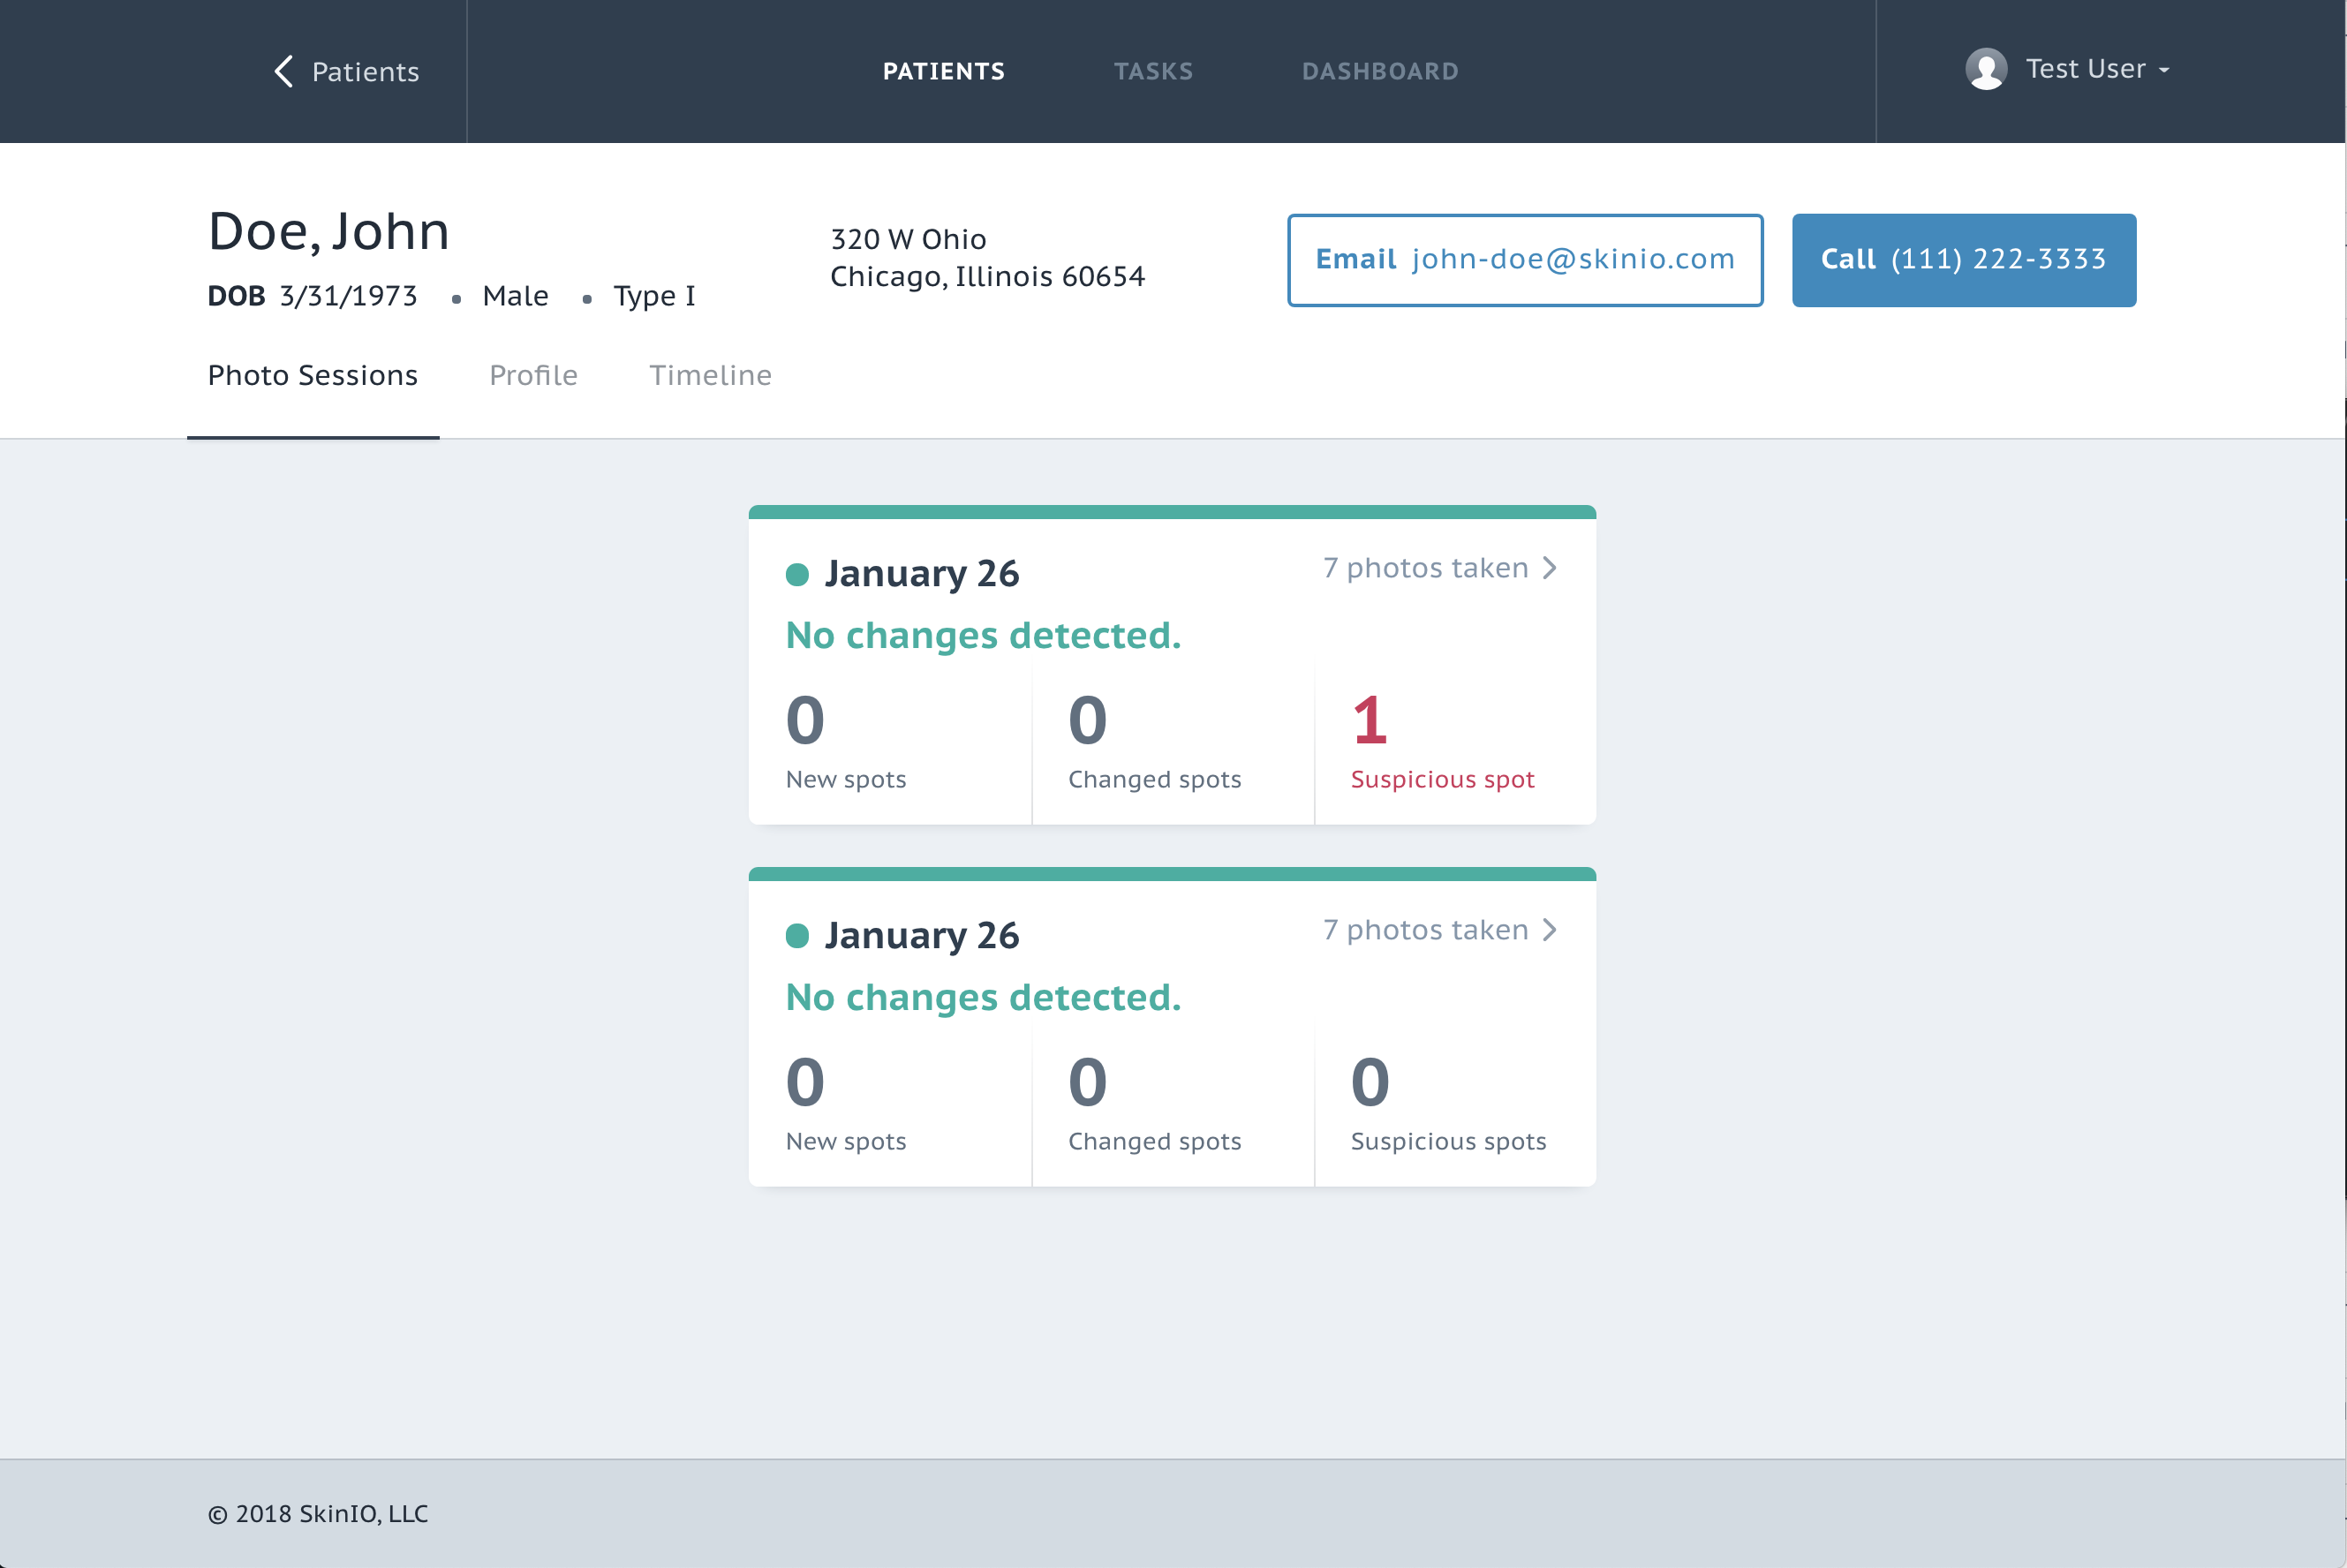 Patients
PATIENTS TASKS DASHBOARD
Test User
Doe, John
DOB 3/31/1973 • Male • Type I
320 W Ohio
Chicago, Illinois 60654
Email john-doe@skinio.com
Call (111) 222-3333
Photo Sessions Profile Timeline
January 26
7 photos taken
No changes detected.
0 0 1
New spots Changed spots Suspicious spot
January 26
7 photos taken
No changes detected.
0 0 0
New spots Changed spots Suspicious spots
© 2018 SkinIO, LLC